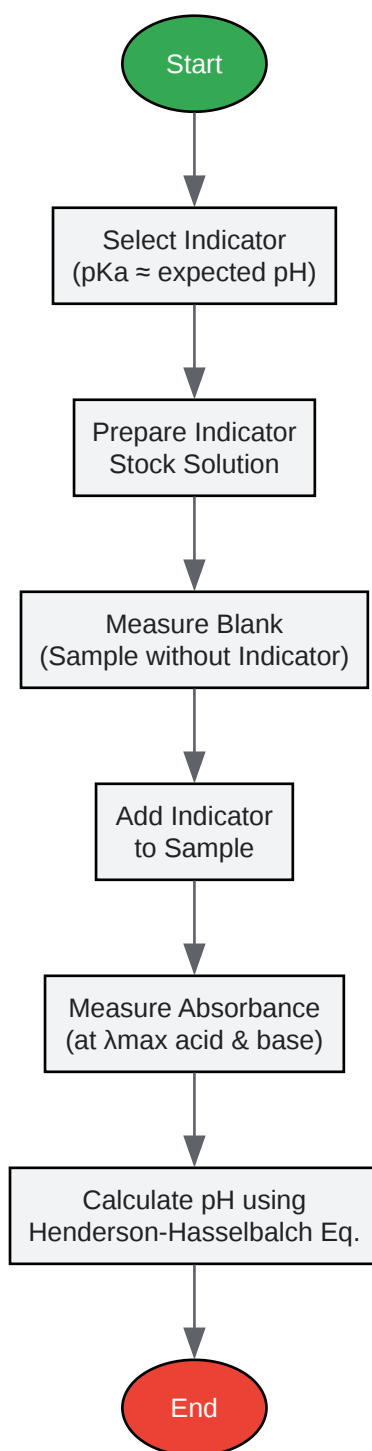 Start
Select Indicator
(pKa ≈ expected pH)
Prepare Indicator
Stock Solution
Measure Blank
(Sample without Indicator)
Add Indicator
to Sample
Measure Absorbance
(at λmax acid & base)
Calculate pH using
Henderson-Hasselbalch Eq.
End